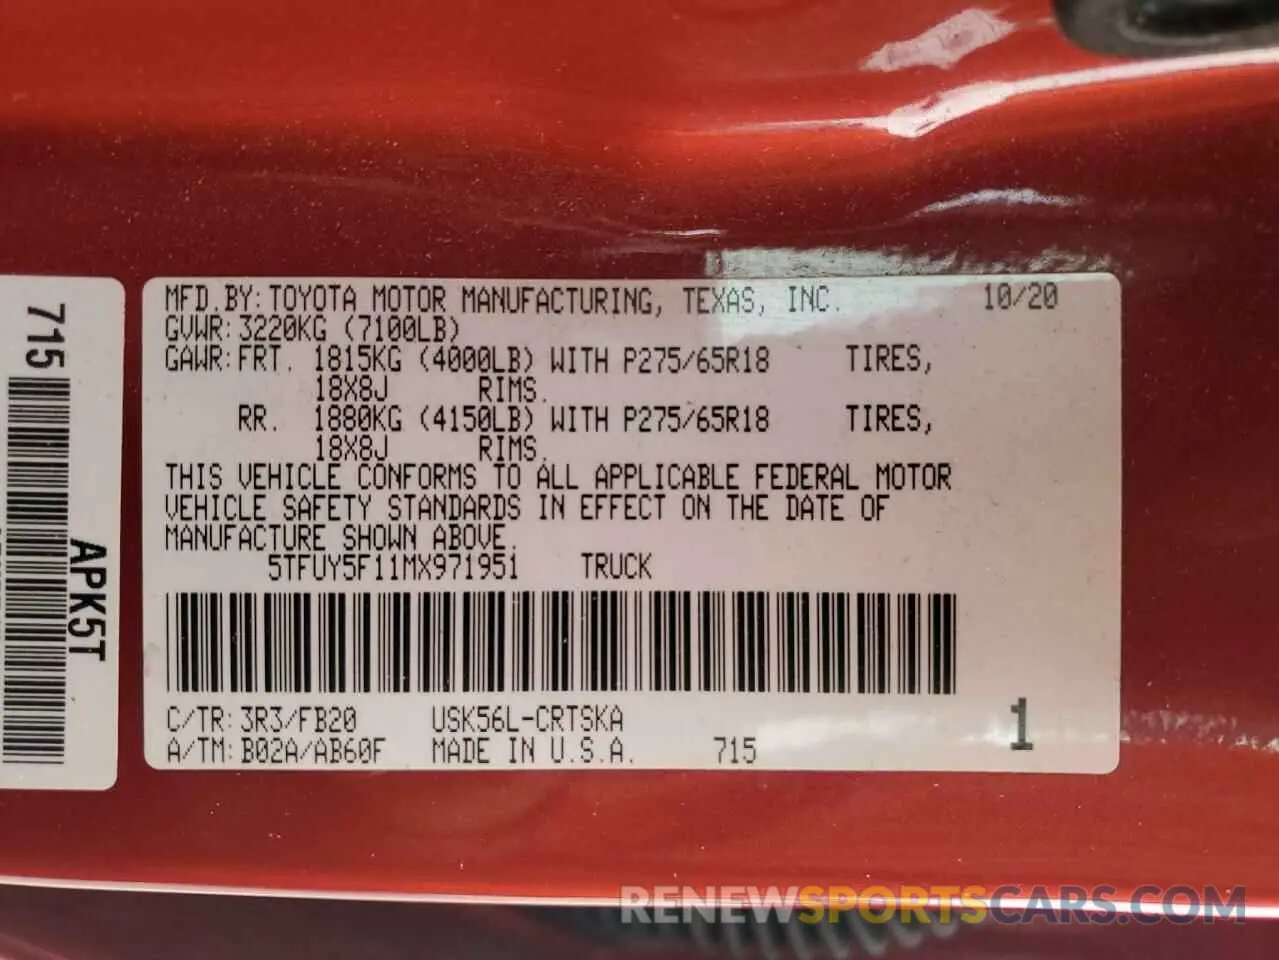 MFD.BY:TOYOTA MOTOR MANUFACTURING, TEXAS, INC. 10/20
GVWR:3220KG (7100LB)
GAWR:FRT. 1815KG (4000LB) WITH P275/65R18 TIRES,
18X8J RIMS.
RR. 1880KG (4150LB) WITH P275/65R18 TIRES,
18X8J RIMS.
THIS VEHICLE CONFORMS TO ALL APPLICABLE FEDERAL MOTOR
VEHICLE SAFETY STANDARDS IN EFFECT ON THE DATE OF
MANUFACTURE SHOWN ABOVE.
5TFUY5F11MX971951 TRUCK
C/TR:3R3/FB20 USK56L-CRTSKA
A/TM:B02A/AB60F MADE IN U.S.A. 715
1
715
APK5T
RENEWSPORTSCARS.COM